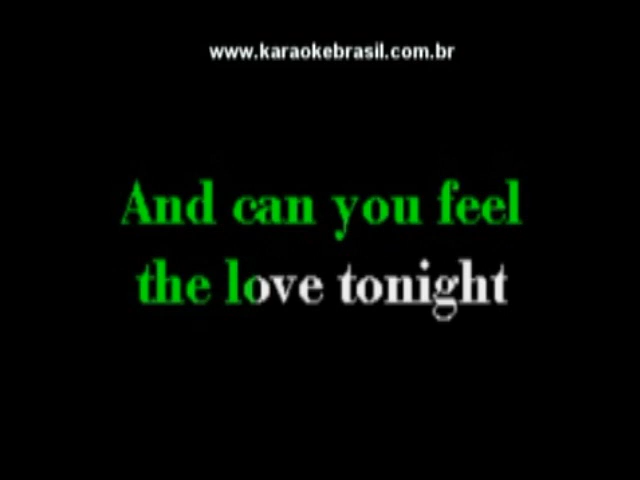 www.karaokebrasil.com.br
And can you feel
the love tonight